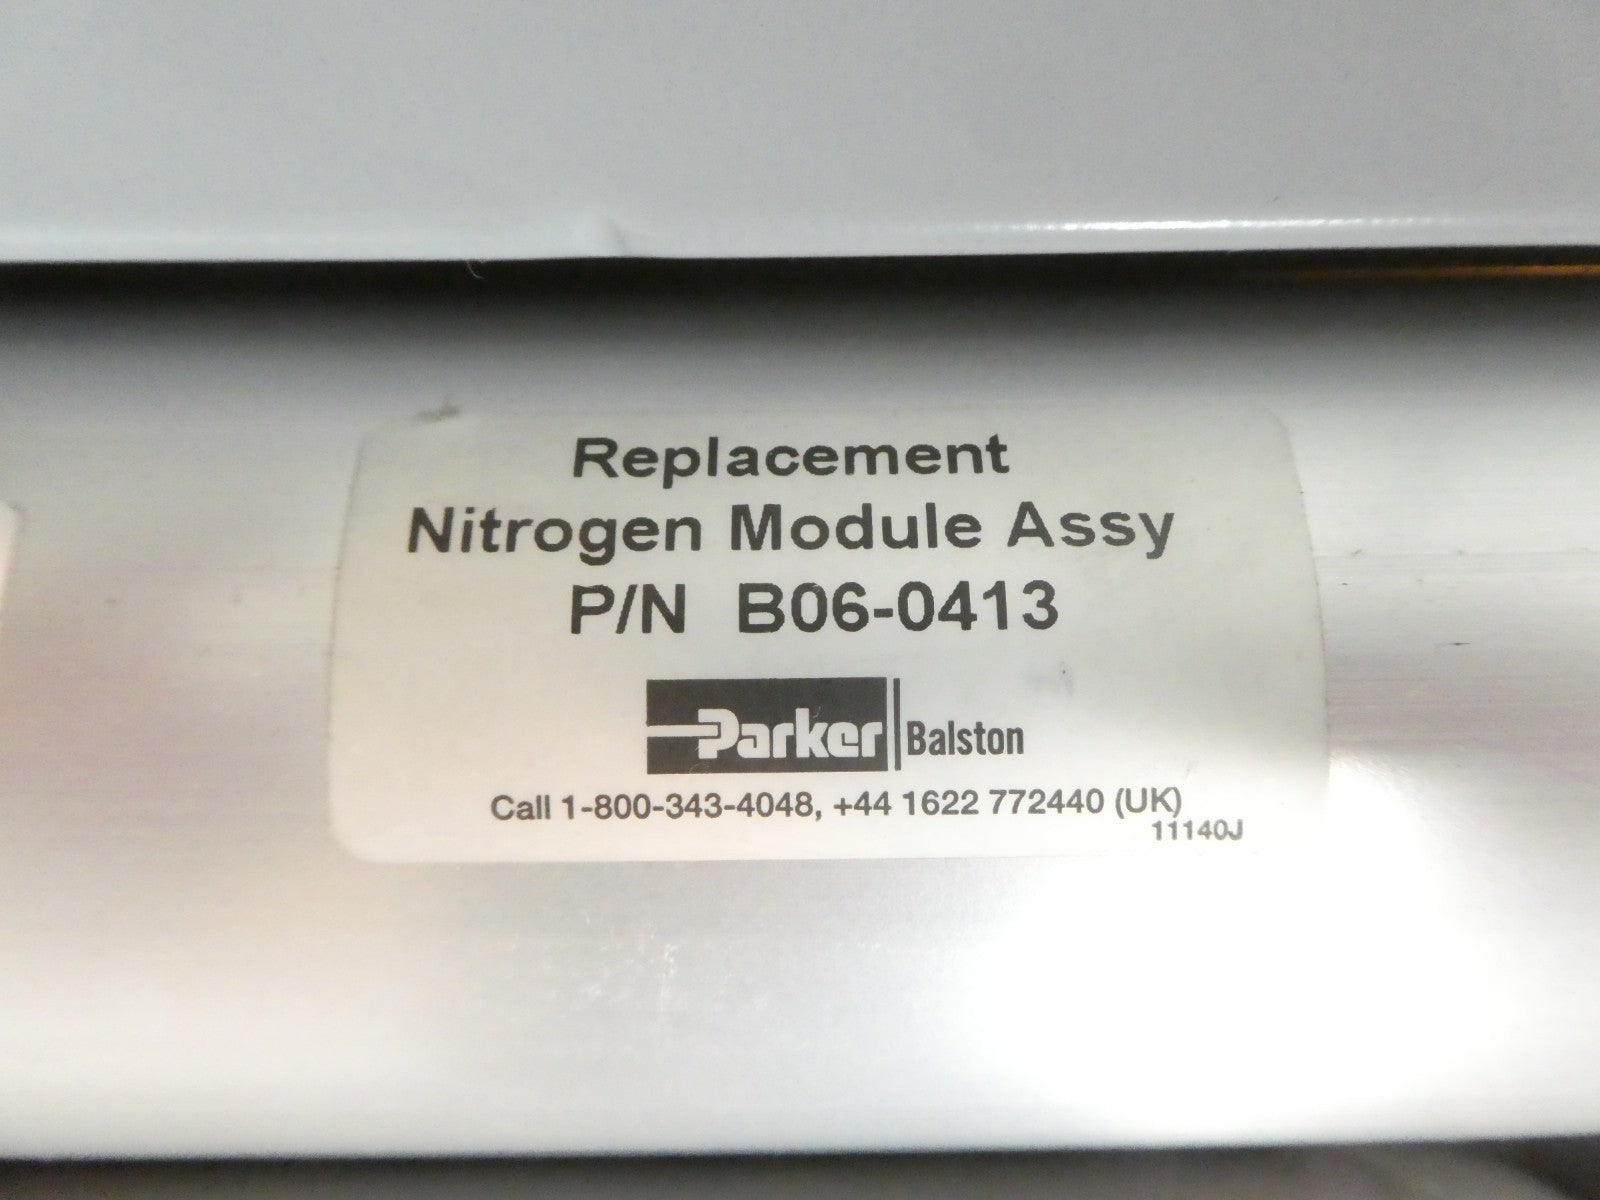 Replacement
Nitrogen Module Assy
P/N B06-0413
Parker Balston
Call 1-800-343-4048, +44 1622 772440 (UK)
11140J